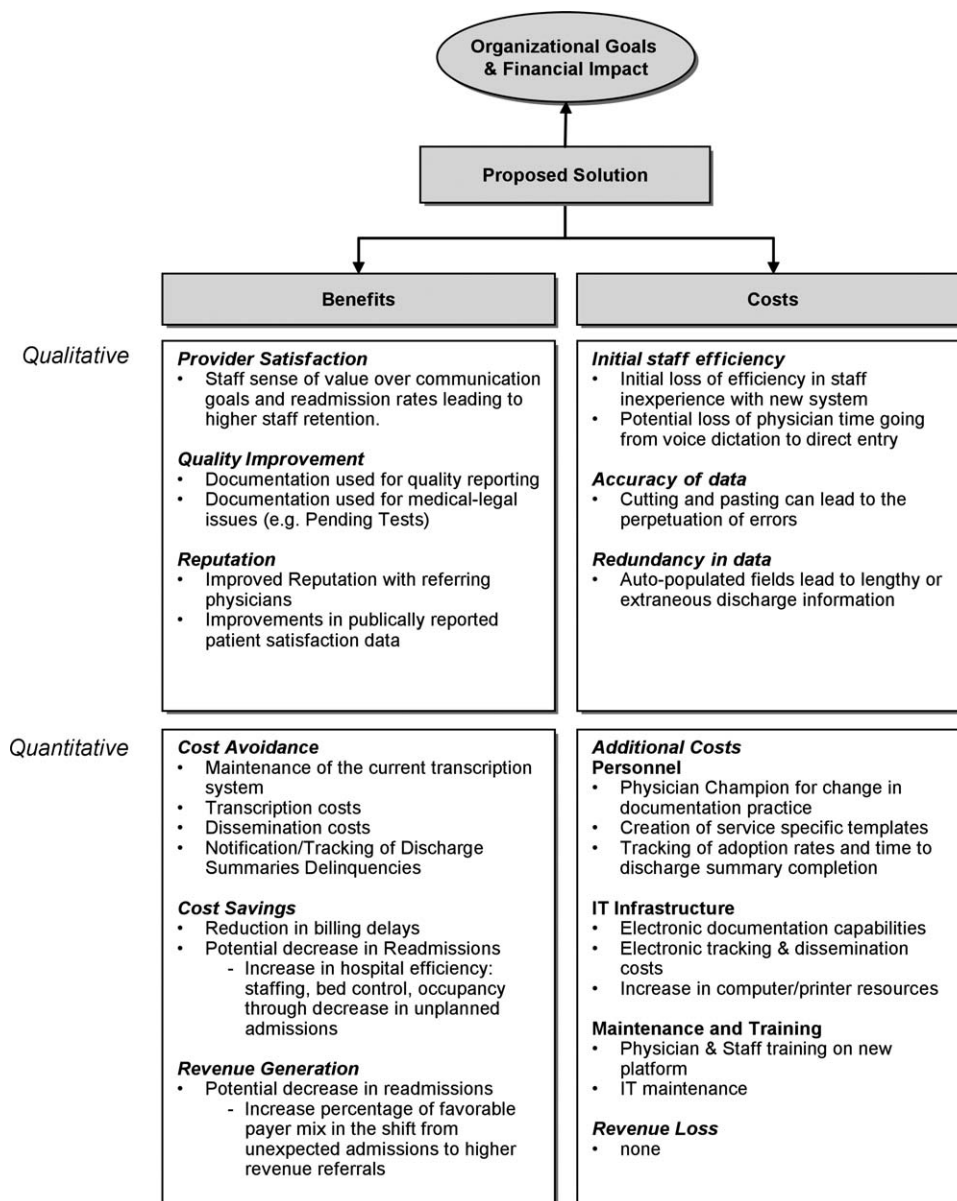 Organizational Goals
& Financial Impact
Proposed Solution
Benefits
Costs
Qualitative
Provider Satisfaction
• Staff sense of value over communication
goals and readmission rates leading to
higher staff retention.
Quality Improvement
• Documentation used for quality reporting
• Documentation used for medical-legal
issues (e.g. Pending Tests)
Reputation
• Improved Reputation with referring
physicians
• Improvements in publically reported
patient satisfaction data
Initial staff efficiency
• Initial loss of efficiency in staff
inexperience with new system
• Potential loss of physician time going
from voice dictation to direct entry
Accuracy of data
• Cutting and pasting can lead to the
perpetuation of errors
Redundancy in data
• Auto-populated fields lead to lengthy or
extraneous discharge information
Quantitative
Cost Avoidance
• Maintenance of the current transcription
system
• Transcription costs
• Dissemination costs
• Notification/Tracking of Discharge
Summaries Delinquencies
Cost Savings
• Reduction in billing delays
• Potential decrease in Readmissions
- Increase in hospital efficiency:
staffing, bed control, occupancy
through decrease in unplanned
admissions
Revenue Generation
• Potential decrease in readmissions
- Increase percentage of favorable
payer mix in the shift from
unexpected admissions to higher
revenue referrals
Additional Costs
Personnel
• Physician Champion for change in
documentation practice
• Creation of service specific templates
• Tracking of adoption rates and time to
discharge summary completion
IT Infrastructure
• Electronic documentation capabilities
• Electronic tracking & dissemination
costs
• Increase in computer/printer resources
Maintenance and Training
• Physician & Staff training on new
platform
• IT maintenance
Revenue Loss
• none